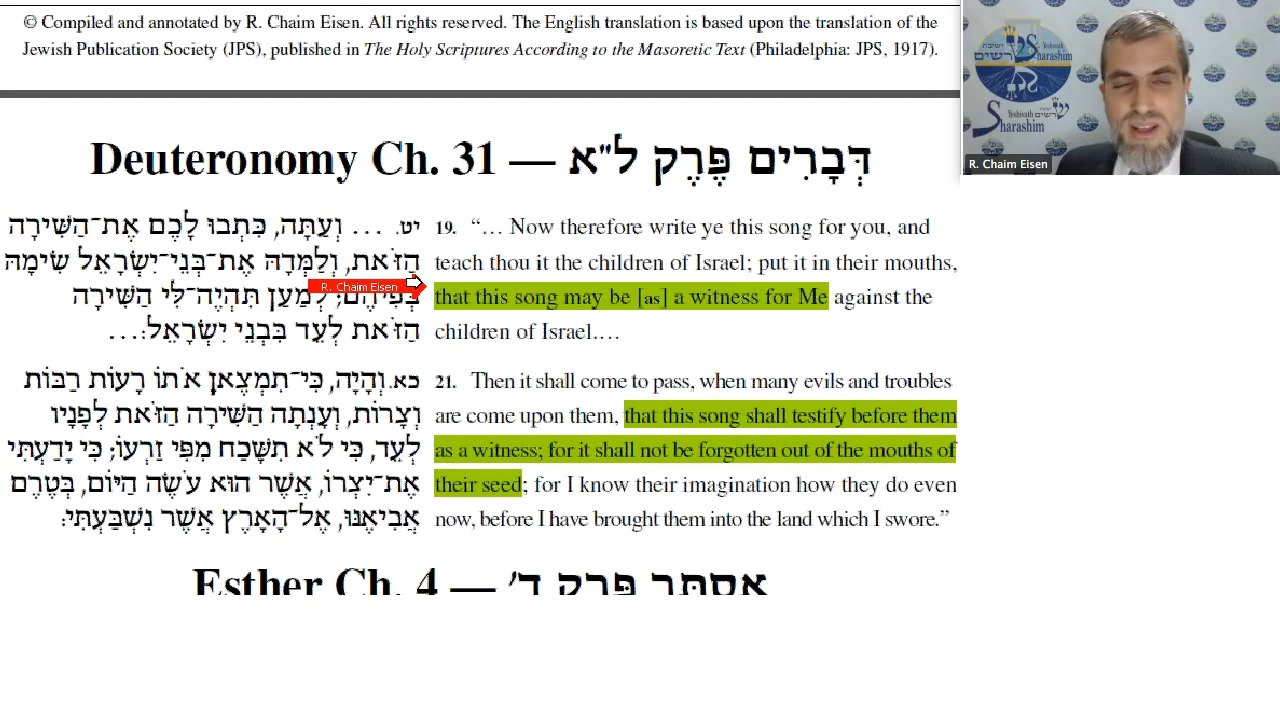 © Compiled and annotated by R. Chaim Eisen. All rights reserved. The English translation is based upon the translation of the
Jewish Publication Society (JPS), published in The Holy Scriptures According to the Masoretic Text (Philadelphia: JPS, 1917).
Deuteronomy Ch. 31 — דְּבָרִים פֶּרֶק ל"א
יט. ... וְעַתָּה, כִּתְבוּ לָכֶם אֶת־הַשִּׁירָה
הַזֹּאת, וְלַמְּדָהּ אֶת־בְּנֵי־יִשְׂרָאֵל שִׂימָהּ
בְּפִיהֶם; לְמַעַן תִּהְיֶה־לִּי הַשִּׁירָה
הַזֹּאת לְעֵד בִּבְנֵי יִשְׂרָאֵל:...
19. “… Now therefore write ye this song for you, and
teach thou it the children of Israel; put it in their mouths,
that this song may be [as] a witness for Me against the
children of Israel.…
כא. וְהָיָה, כִּי־תִמְצֶאןָ אֹתוֹ רָעוֹת רַבּוֹת
וְצָרוֹת, וְעָנְתָה הַשִּׁירָה הַזֹּאת לְפָנָיו
לְעֵד, כִּי לֹא תִשָּׁכַח מִפִּי זַרְעוֹ; כִּי יָדַעְתִּי
אֶת־יִצְרוֹ, אֲשֶׁר הוּא עֹשֶׂה הַיּוֹם, בְּטֶרֶם
אֲבִיאֶנּוּ, אֶל־הָאָרֶץ אֲשֶׁר נִשְׁבַּעְתִּי:
21. Then it shall come to pass, when many evils and troubles
are come upon them, that this song shall testify before them
as a witness; for it shall not be forgotten out of the mouths of
their seed; for I know their imagination how they do even
now, before I have brought them into the land which I swore.”
Esther Ch. 4 — אֶסְתֵּר פֶּרֶק ד'
R. Chaim Eisen
Yeshivath
Sharashim
ישיבת
שרשים
Yeshivath
Sharashim
R. Chaim Eisen